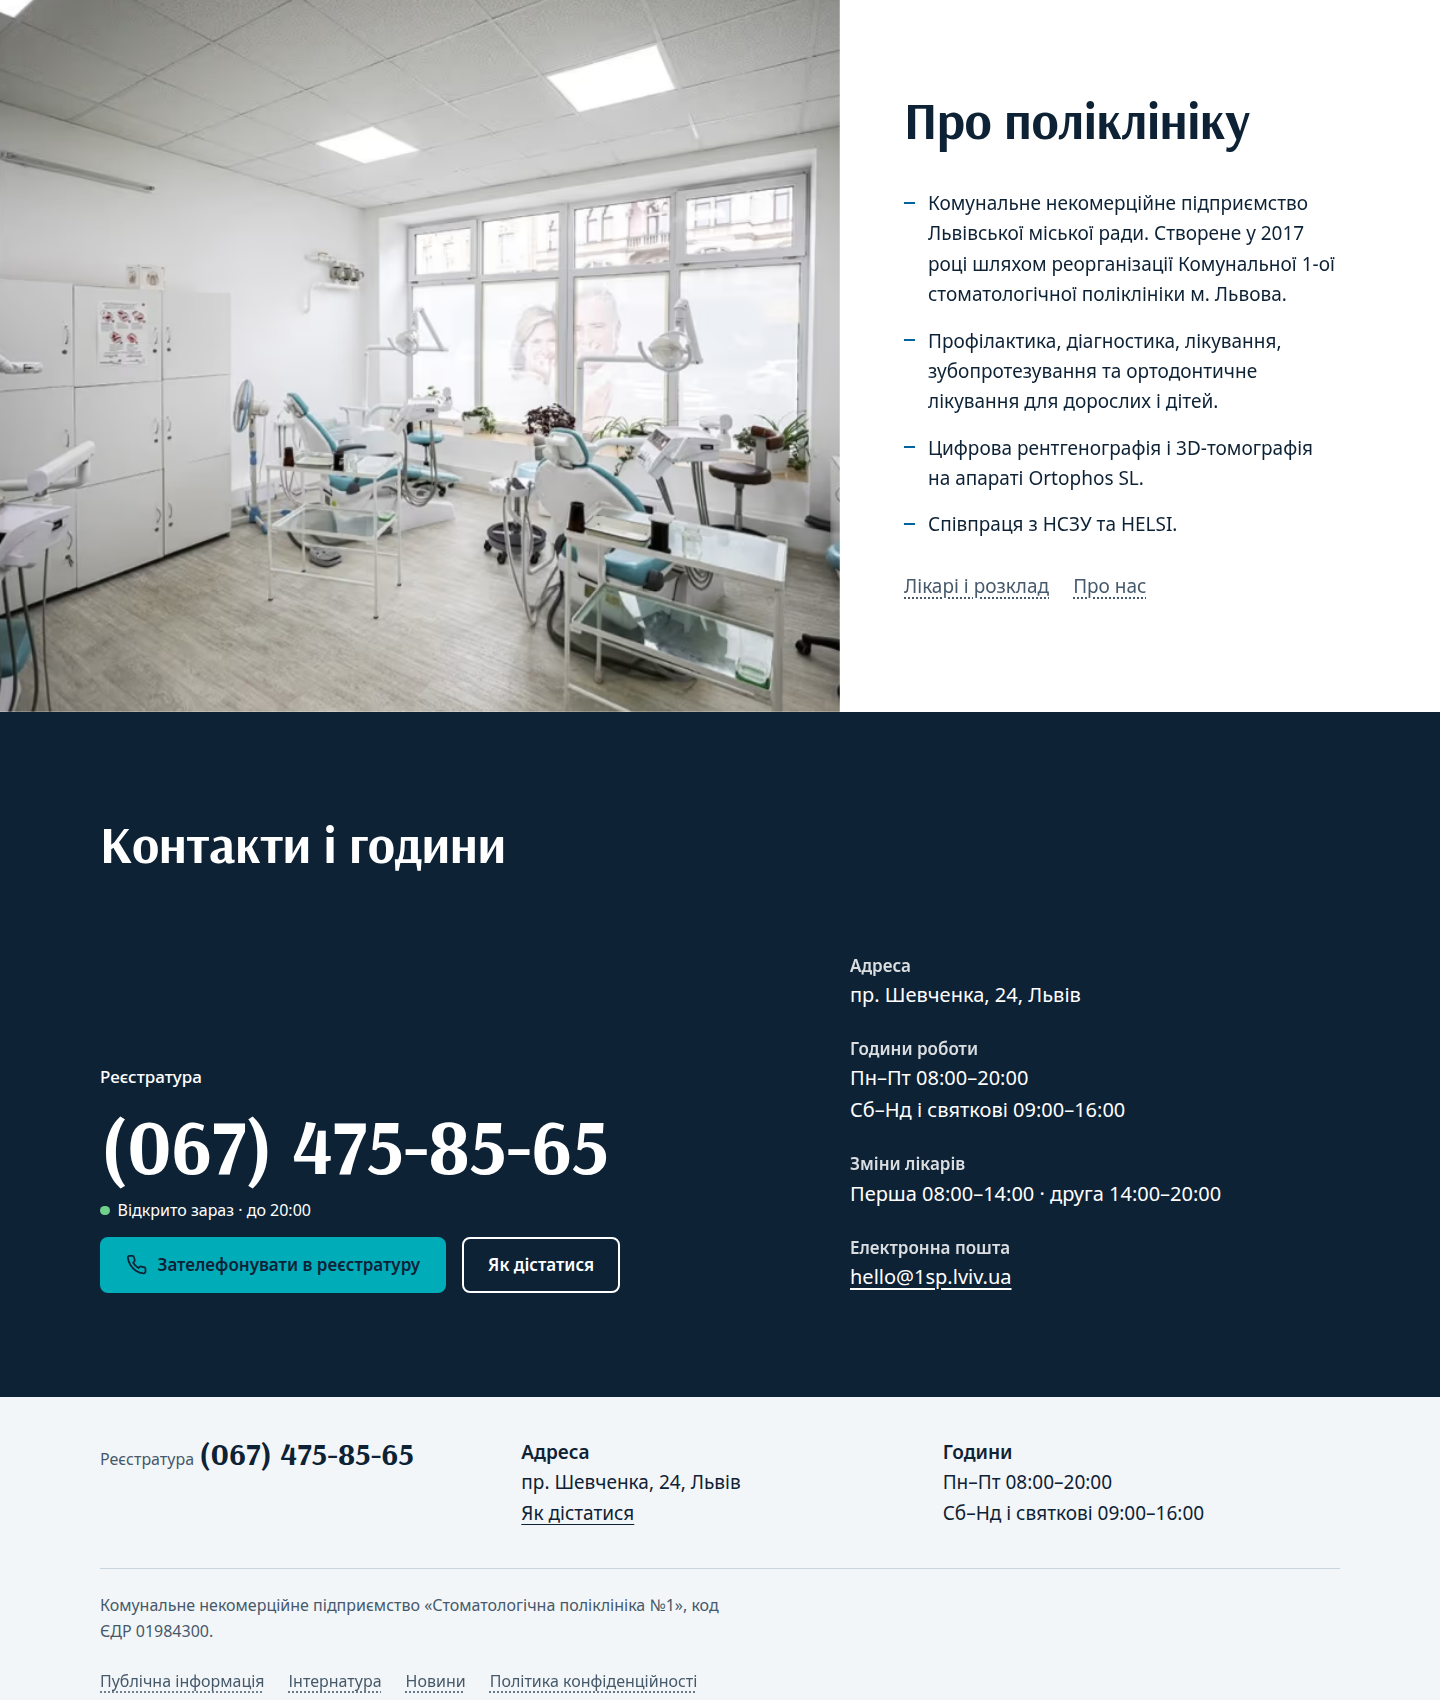 Про поліклініку
Комунальне некомерційне підприємство
Львівської міської ради. Створене у 2017
році шляхом реорганізації Комунальної 1-ої
стоматологічної поліклініки м. Львова.
Профілактика, діагностика, лікування,
зубопротезування та ортодонтичне
лікування для дорослих і дітей.
Цифрова рентгенографія і 3D-томографія
на апараті Ortophos SL.
Співпраця з НСЗУ та HELSI.
Лікарі і розклад Про нас
Контакти і години
Реєстратура
(067) 475-85-65
Відкрито зараз · до 20:00
Зателефонувати в реєстратуру Як дістатися
Адреса
пр. Шевченка, 24, Львів
Години роботи
Пн–Пт 08:00–20:00
Сб–Нд і святкові 09:00–16:00
Зміни лікарів
Перша 08:00–14:00 · друга 14:00–20:00
Електронна пошта
hello@1sp.lviv.ua
Реєстратура (067) 475-85-65
Адреса
пр. Шевченка, 24, Львів
Як дістатися
Години
Пн–Пт 08:00–20:00
Сб–Нд і святкові 09:00–16:00
Комунальне некомерційне підприємство «Стоматологічна поліклініка №1», код
ЄДР 01984300.
Публічна інформація Інтернатура Новини Політика конфіденційності